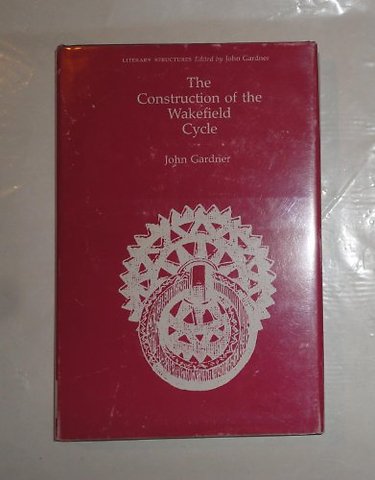 LITERARY STRUCTURES Edited by John Gardner
The
Construction of the
Wakefield
Cycle
John Gardner